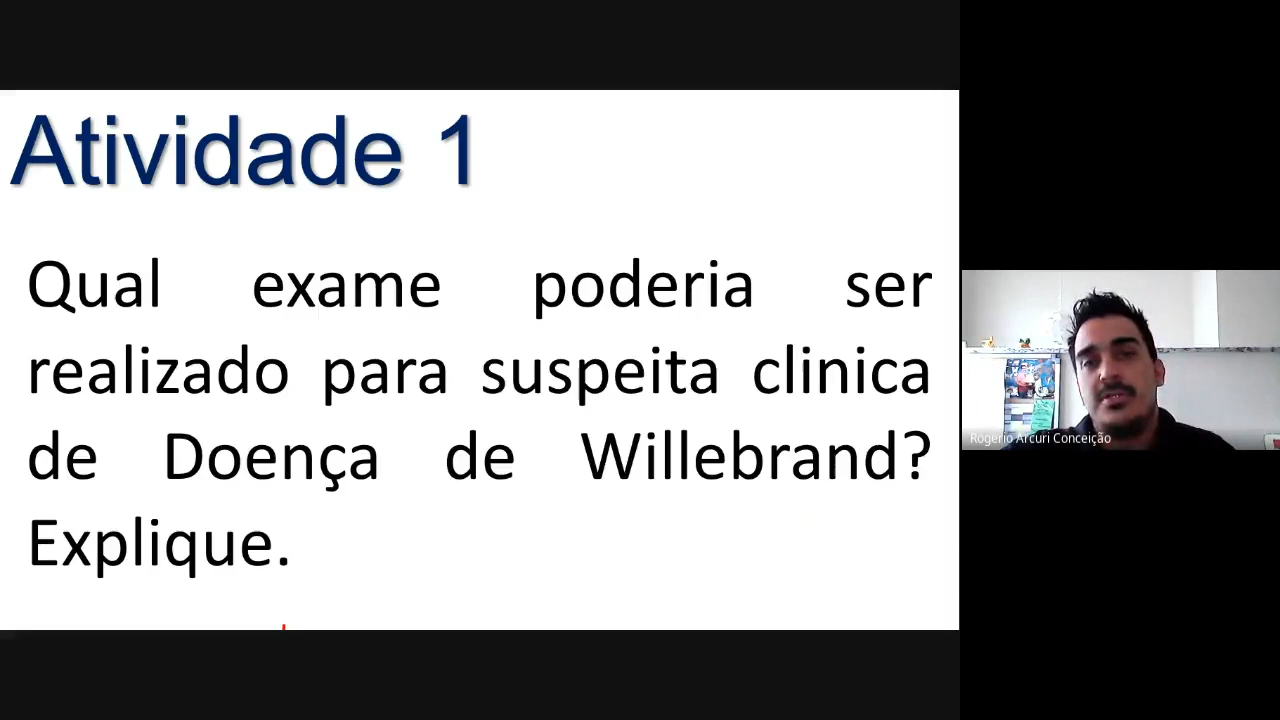 Atividade 1
Qual exame poderia ser
realizado para suspeita clinica
de Doença de Willebrand?
Explique.
Rogerio Arcuri Conceição